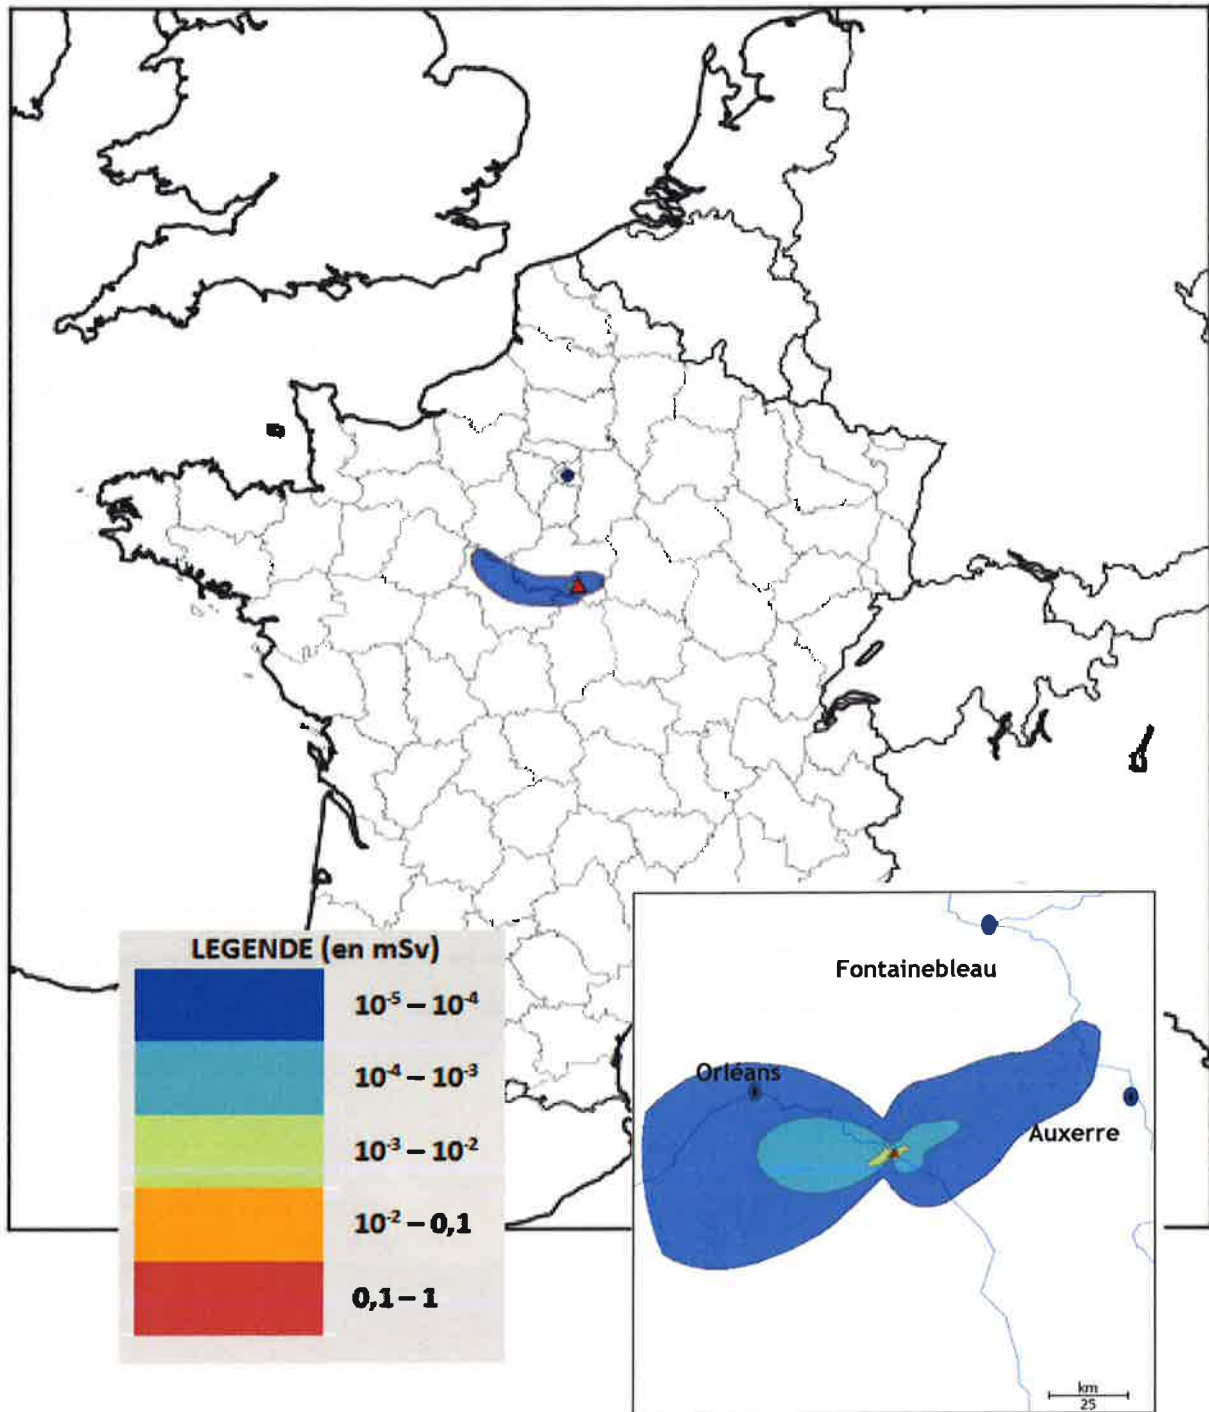 LEGENDE (en mSv)
10⁻⁵ – 10⁻⁴
10⁻⁴ – 10⁻³
10⁻³ – 10⁻²
10⁻² – 0,1
0,1 – 1
Fontainebleau
Orléans
Auxerre
km
25